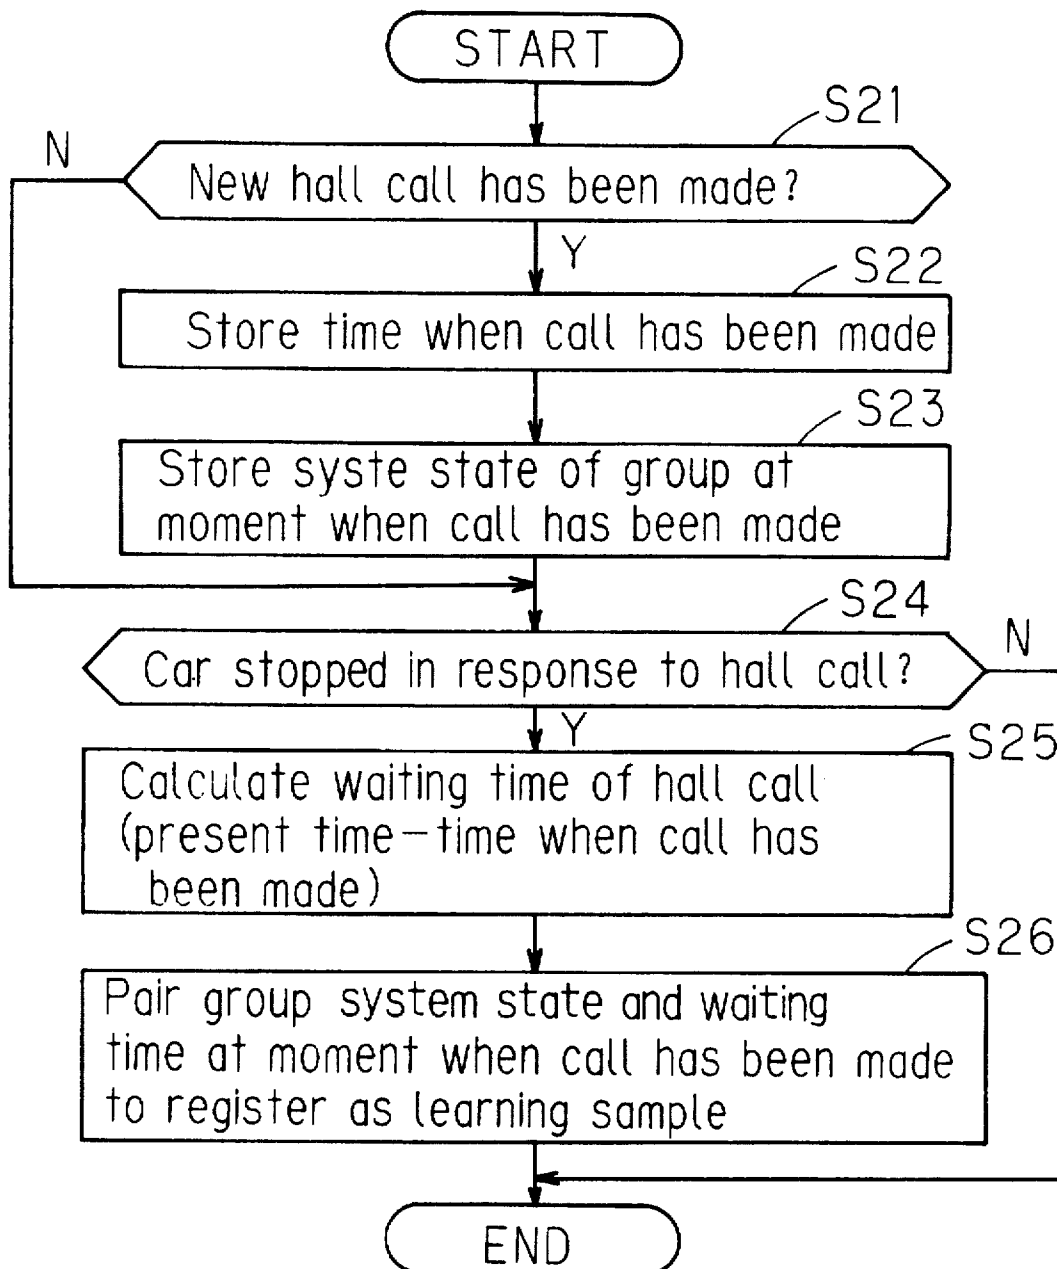 START
S21
N
New hall call has been made?
Y
S22
Store time when call has been made
S23
Store syste state of group at
moment when call has been made
S24
N
Car stopped in response to hall call?
Y
S25
Calculate waiting time of hall call
(present time-time when call has
been made)
S26
Pair group system state and waiting
time at moment when call has been made
to register as learning sample
END